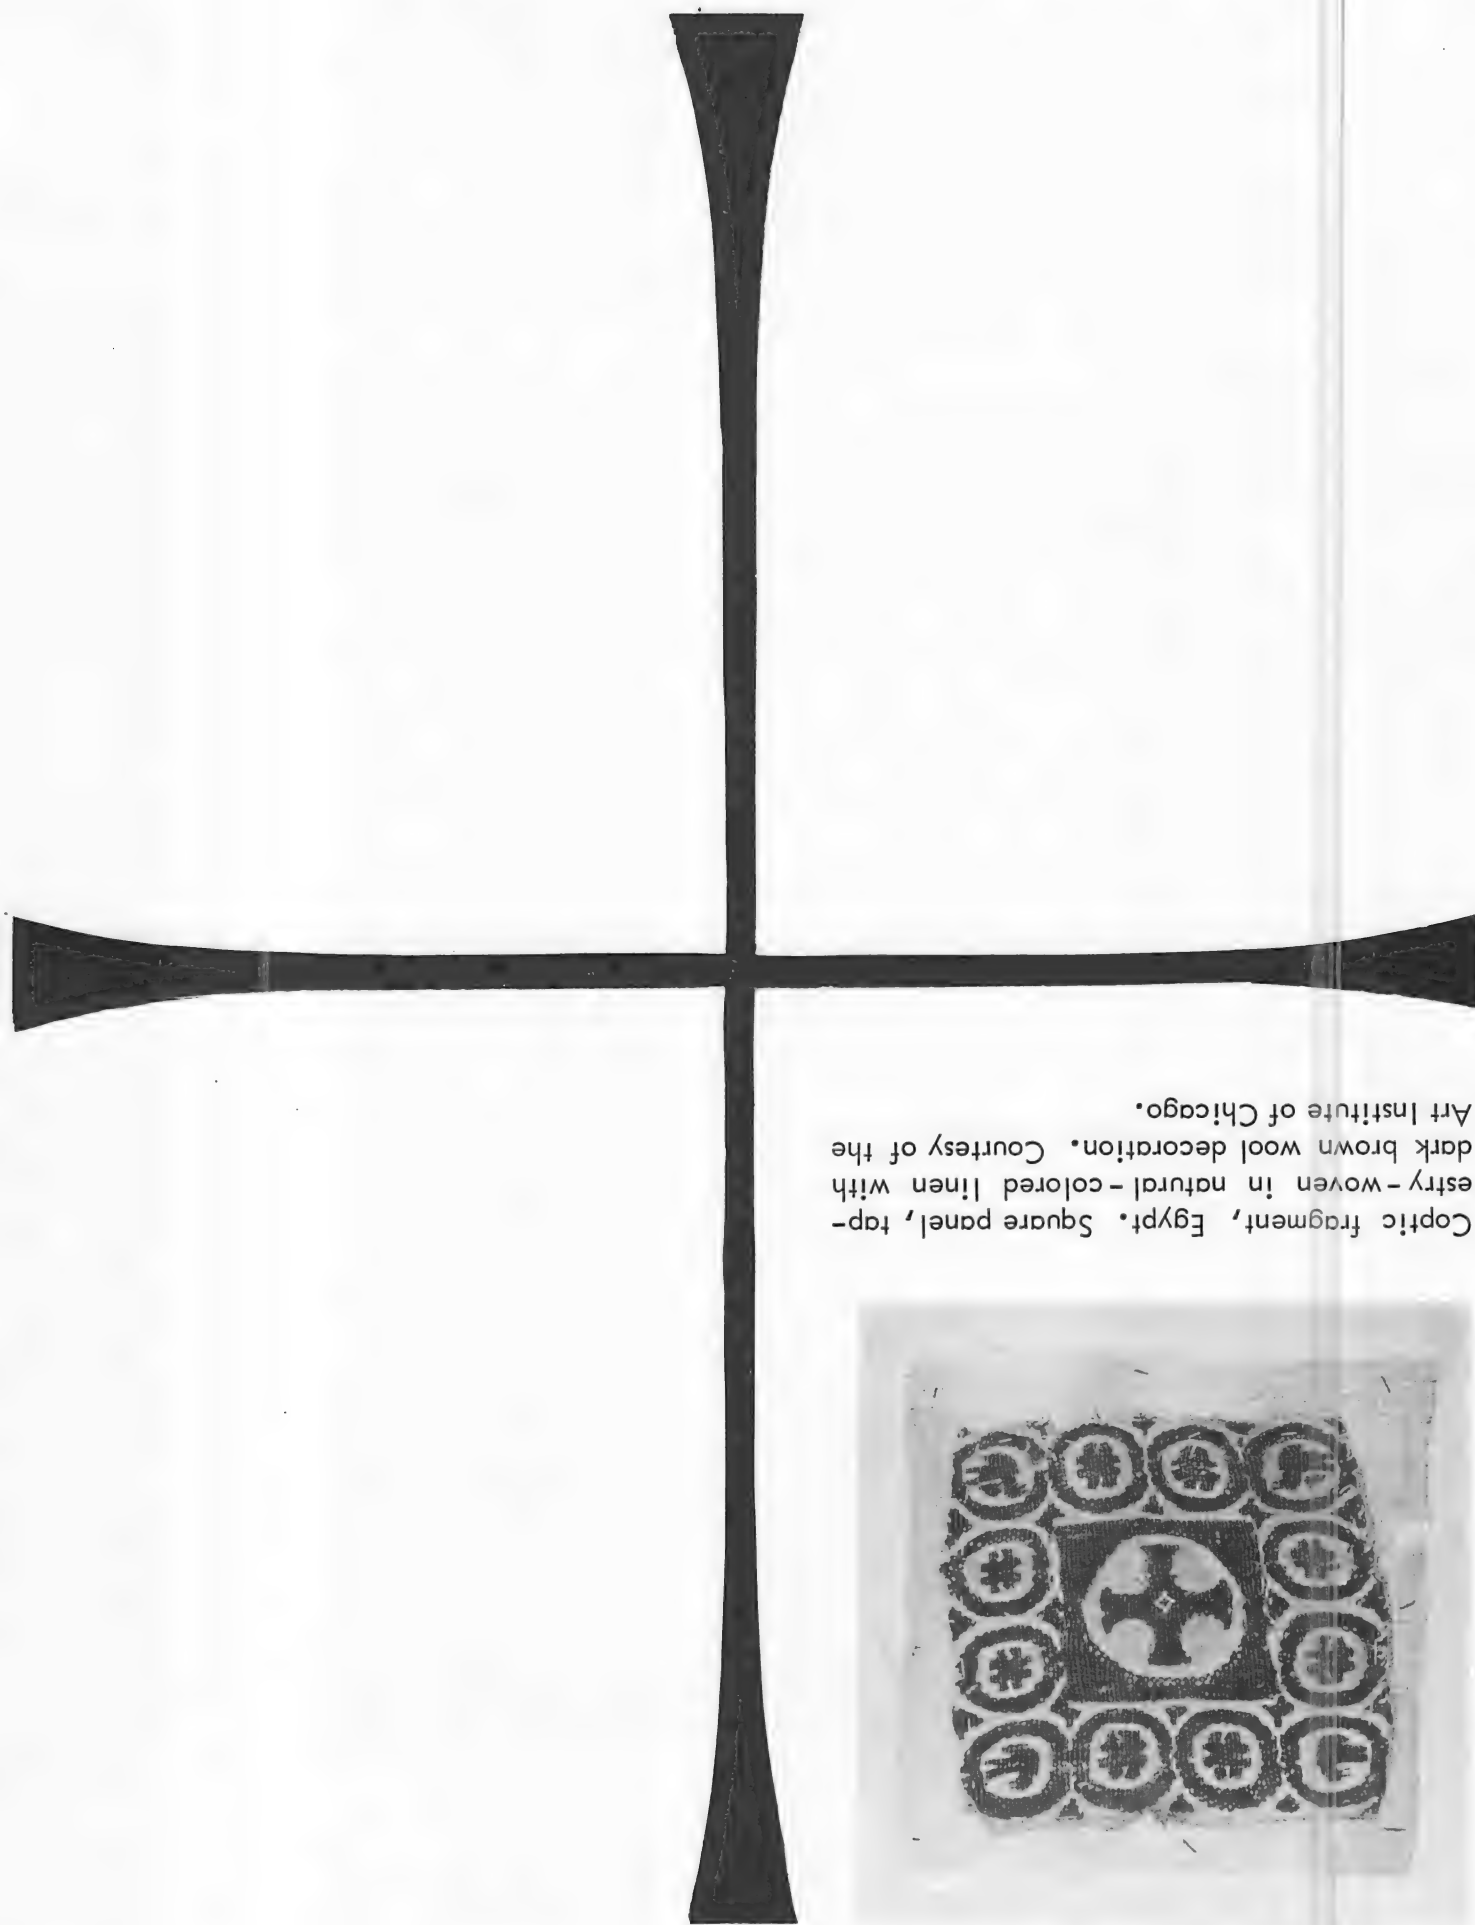 Coptic fragment, Egypt. Square panel, tap-
estry-woven in natural-colored linen with
dark brown wool decoration. Courtesy of the
Art Institute of Chicago.